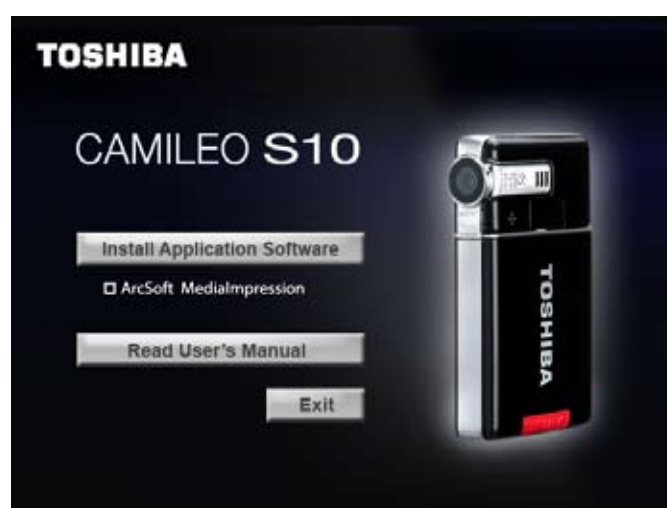 TOSHIBA
CAMILEO S10
Install Application Software
ArcSoft MediaImpression
Read User's Manual
Exit
TOSHIBA